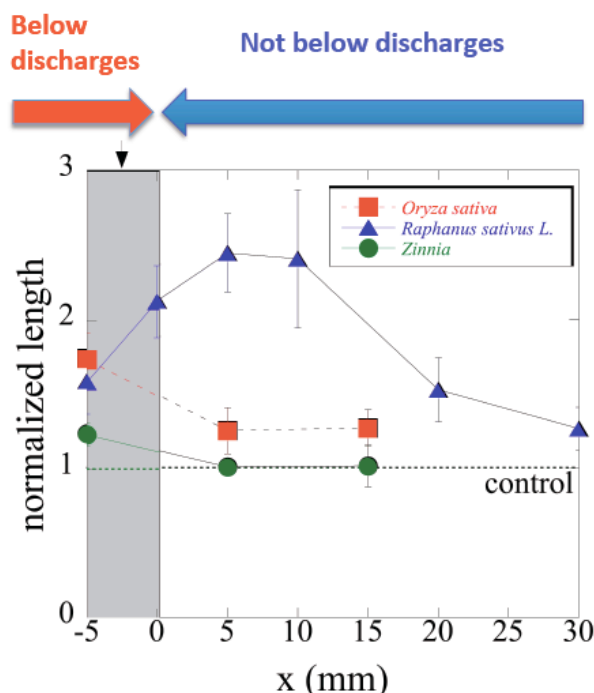 Below
discharges
Not below discharges
3
2
1
0
normalized length
Oryza sativa
Raphanus sativus L.
Zinnia
control
-5 0 5 10 15 20 25 30
x (mm)